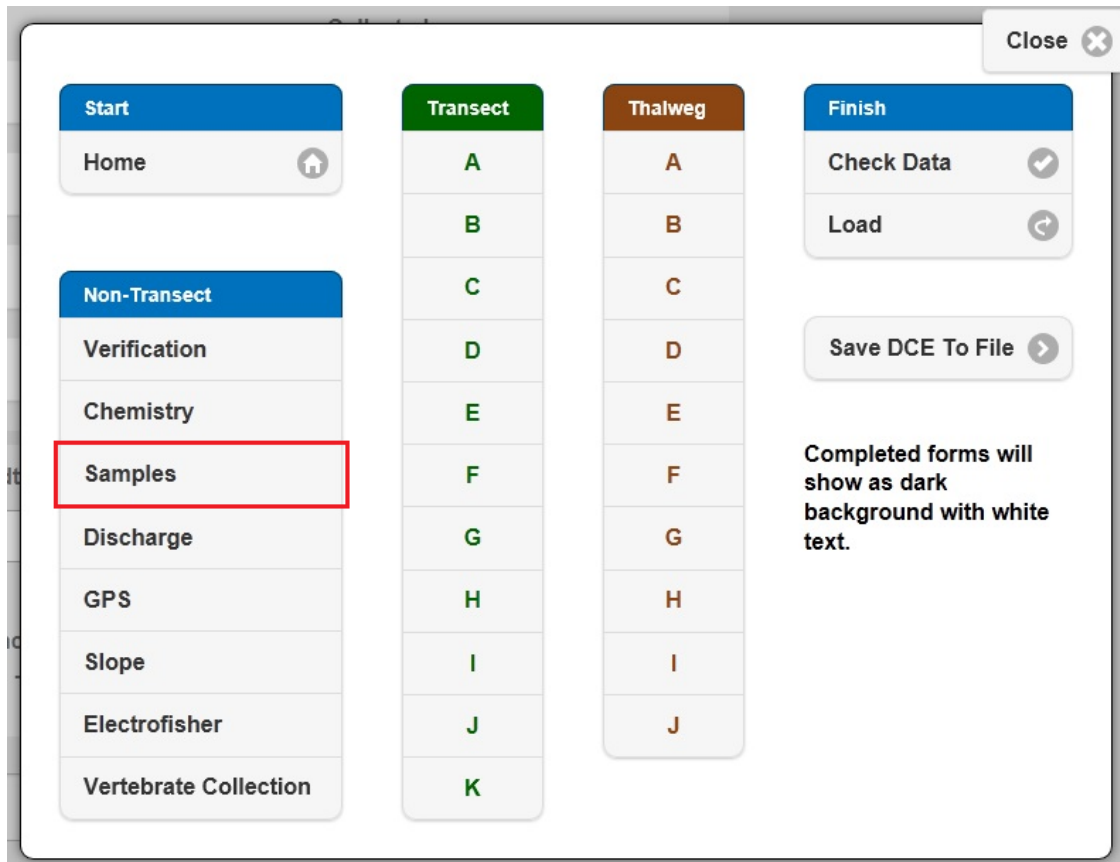 Close
Start
Home
Non-Transect
Verification
Chemistry
Samples
Discharge
GPS
Slope
Electrofisher
Vertebrate Collection
Transect
A
B
C
D
E
F
G
H
I
J
K
Thalweg
A
B
C
D
E
F
G
H
I
J
Finish
Check Data
Load
Save DCE To File
Completed forms will
show as dark
background with white
text.